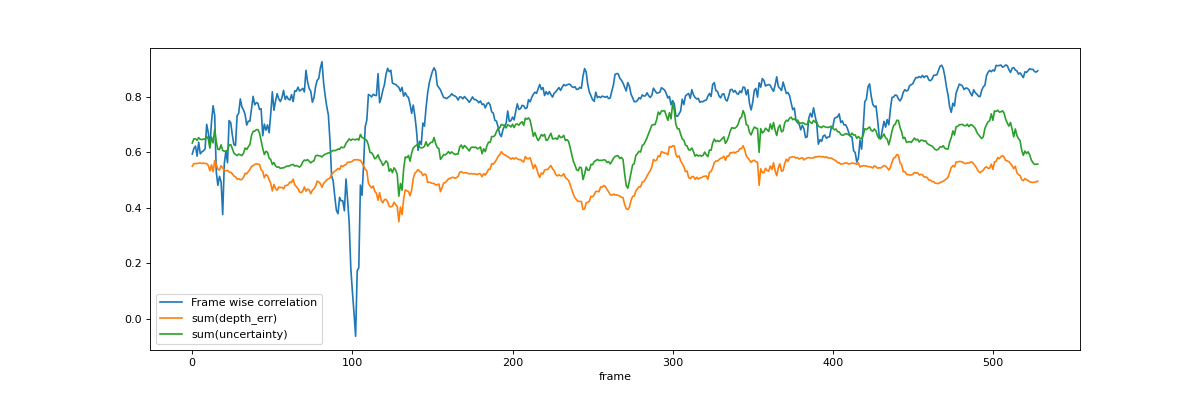 0.8
0.6
0.4
0.2
0.0
Frame wise correlation
sum(depth_err)
sum(uncertainty)
0 100 200 300 400 500
frame